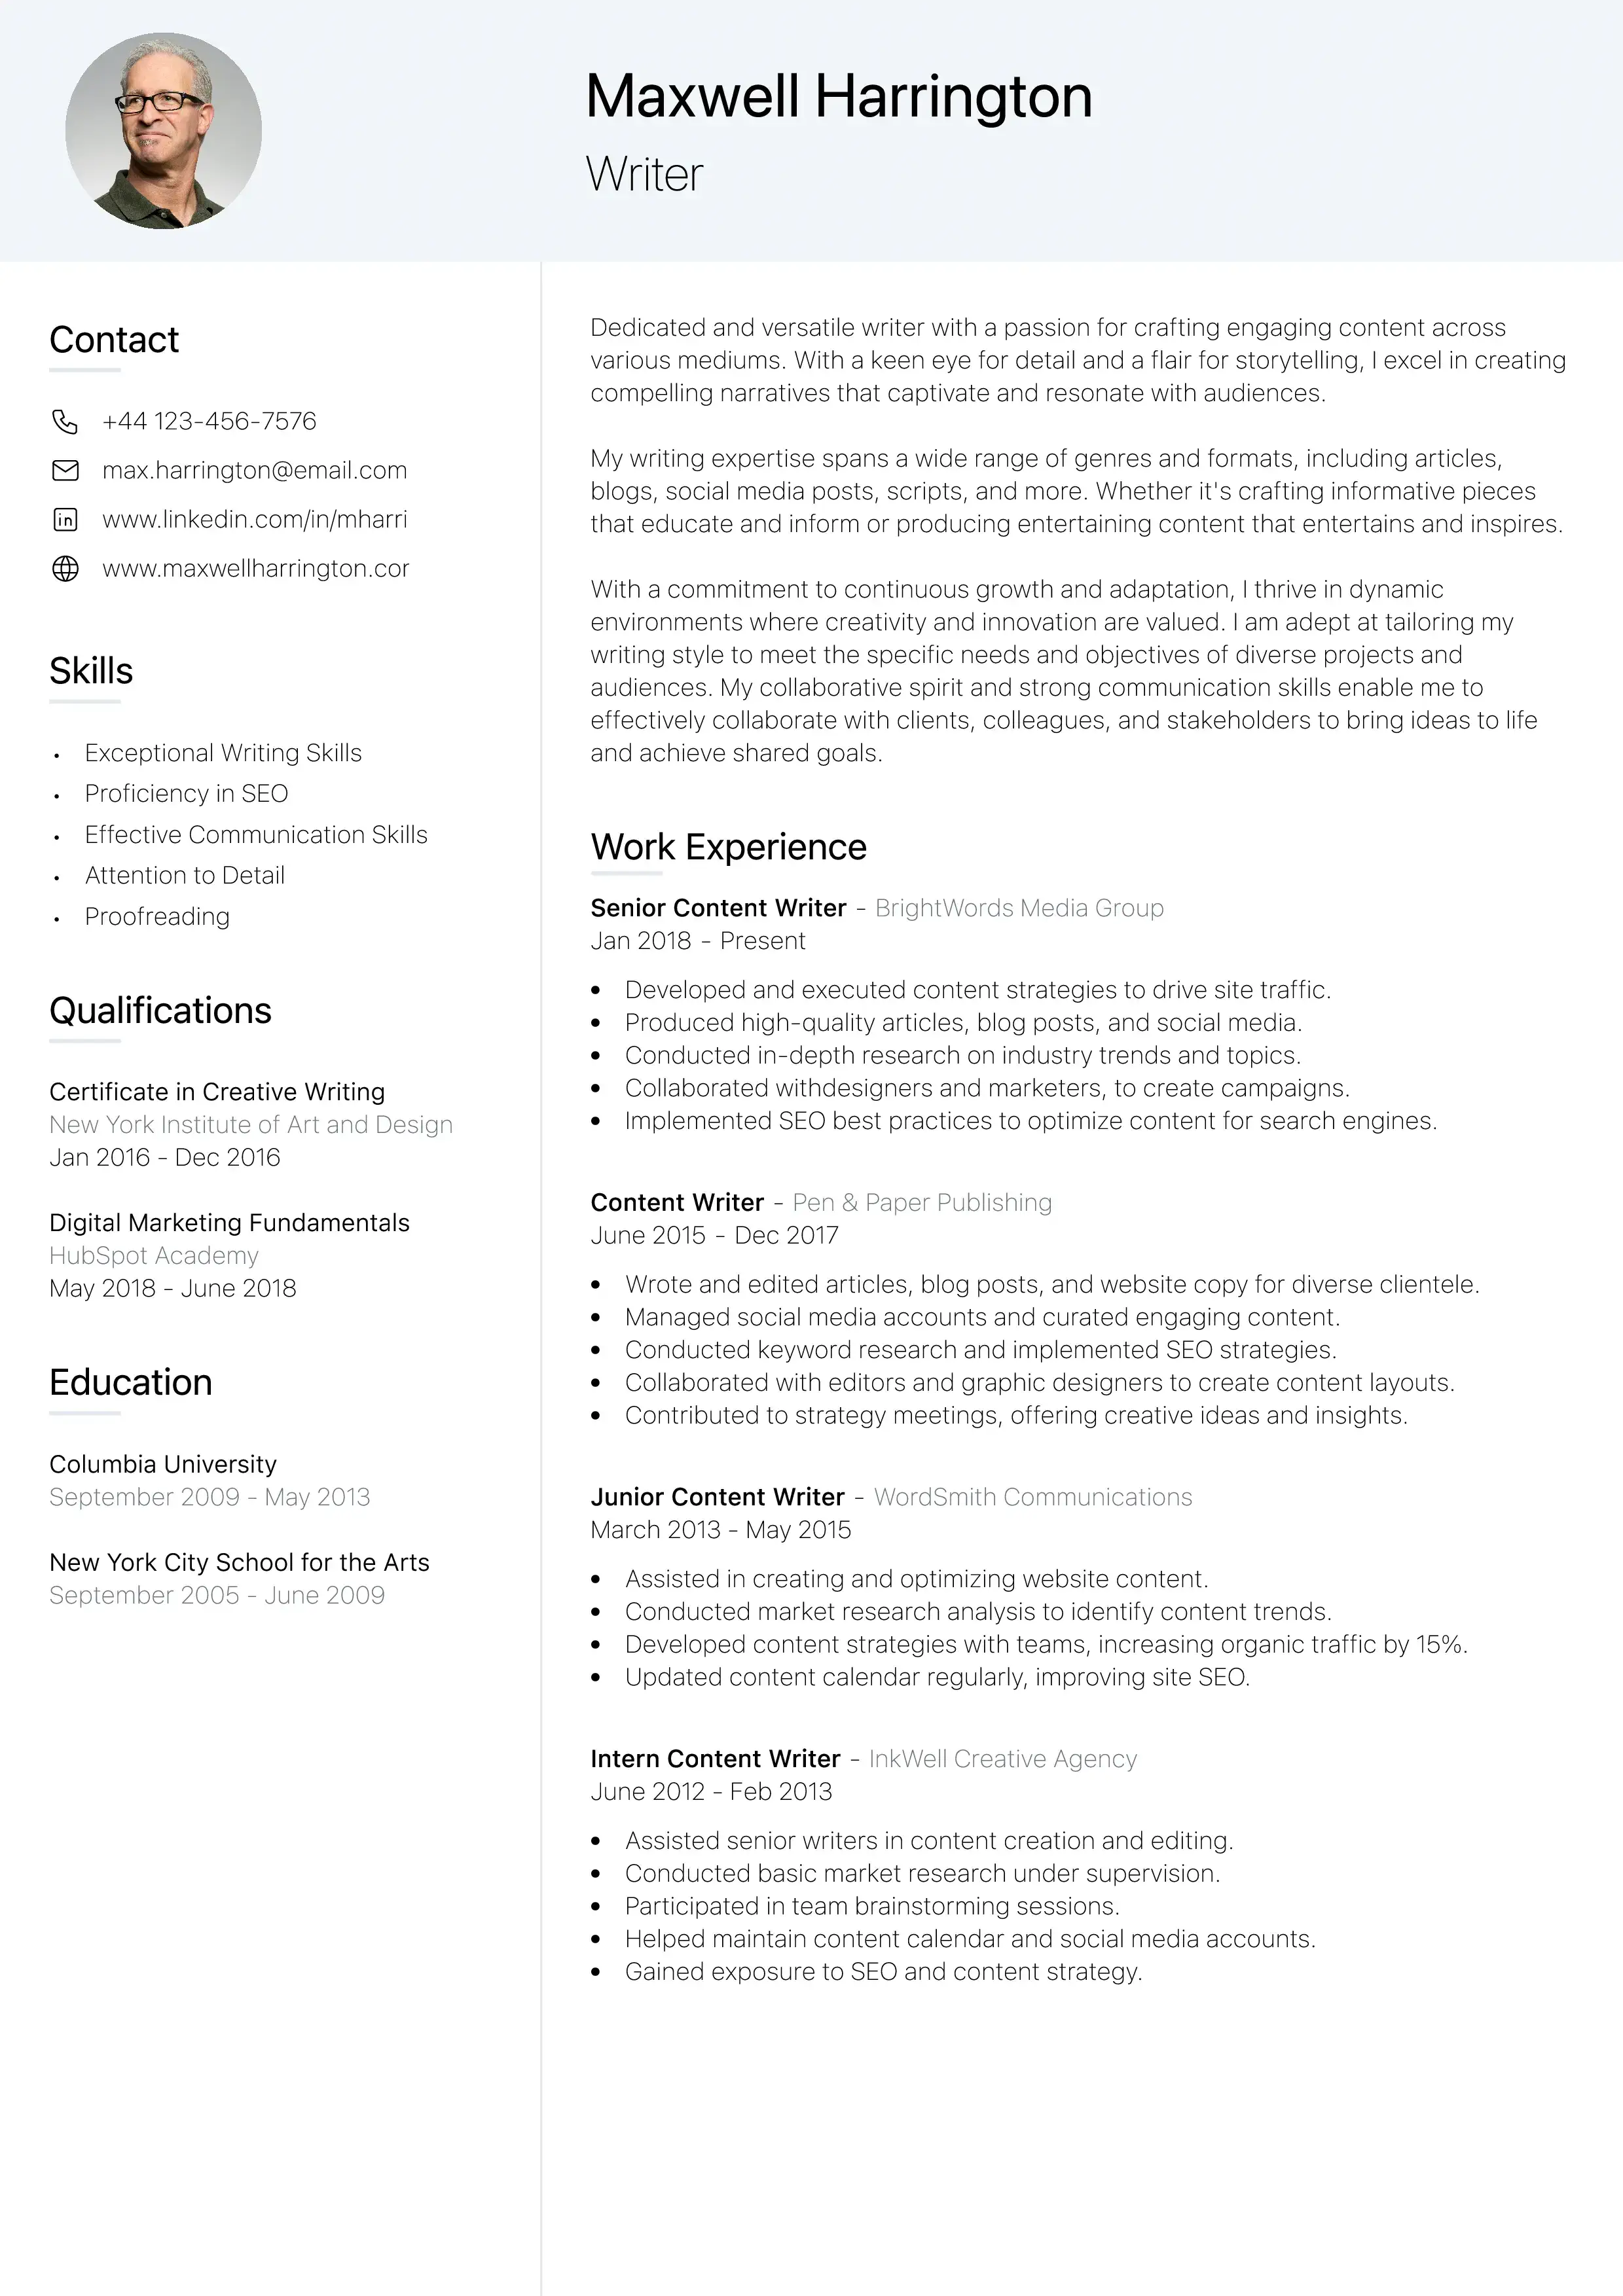 Maxwell Harrington
Writer
Contact
+44 123-456-7576
max.harrington@email.com
www.linkedin.com/in/mharri
www.maxwellharrington.cor
Skills
• Exceptional Writing Skills
• Proficiency in SEO
• Effective Communication Skills
• Attention to Detail
• Proofreading
Qualifications
Certificate in Creative Writing
New York Institute of Art and Design
Jan 2016 - Dec 2016
Digital Marketing Fundamentals
HubSpot Academy
May 2018 - June 2018
Education
Columbia University
September 2009 - May 2013
New York City School for the Arts
September 2005 - June 2009
Dedicated and versatile writer with a passion for crafting engaging content across
various mediums. With a keen eye for detail and a flair for storytelling, I excel in creating
compelling narratives that captivate and resonate with audiences.
My writing expertise spans a wide range of genres and formats, including articles,
blogs, social media posts, scripts, and more. Whether it's crafting informative pieces
that educate and inform or producing entertaining content that entertains and inspires.
With a commitment to continuous growth and adaptation, I thrive in dynamic
environments where creativity and innovation are valued. I am adept at tailoring my
writing style to meet the specific needs and objectives of diverse projects and
audiences. My collaborative spirit and strong communication skills enable me to
effectively collaborate with clients, colleagues, and stakeholders to bring ideas to life
and achieve shared goals.
Work Experience
Senior Content Writer - BrightWords Media Group
Jan 2018 - Present
• Developed and executed content strategies to drive site traffic.
• Produced high-quality articles, blog posts, and social media.
• Conducted in-depth research on industry trends and topics.
• Collaborated withdesigners and marketers, to create campaigns.
• Implemented SEO best practices to optimize content for search engines.
Content Writer - Pen & Paper Publishing
June 2015 - Dec 2017
• Wrote and edited articles, blog posts, and website copy for diverse clientele.
• Managed social media accounts and curated engaging content.
• Conducted keyword research and implemented SEO strategies.
• Collaborated with editors and graphic designers to create content layouts.
• Contributed to strategy meetings, offering creative ideas and insights.
Junior Content Writer - WordSmith Communications
March 2013 - May 2015
• Assisted in creating and optimizing website content.
• Conducted market research analysis to identify content trends.
• Developed content strategies with teams, increasing organic traffic by 15%.
• Updated content calendar regularly, improving site SEO.
Intern Content Writer - InkWell Creative Agency
June 2012 - Feb 2013
• Assisted senior writers in content creation and editing.
• Conducted basic market research under supervision.
• Participated in team brainstorming sessions.
• Helped maintain content calendar and social media accounts.
• Gained exposure to SEO and content strategy.